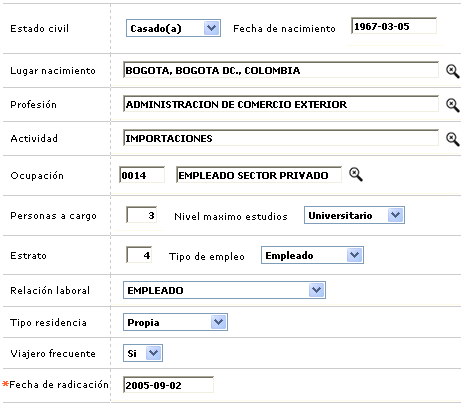 Estado civil Casado(a) Fecha de nacimiento 1967-03-05
Lugar nacimiento BOGOTA, BOGOTA DC., COLOMBIA
Profesión ADMINISTRACION DE COMERCIO EXTERIOR
Actividad IMPORTACIONES
Ocupación 0014 EMPLEADO SECTOR PRIVADO
Personas a cargo 3 Nivel maximo estudios Universitario
Estrato 4 Tipo de empleo Empleado
Relación laboral EMPLEADO
Tipo residencia Propia
Viajero frecuente Si
*Fecha de radicación 2005-09-02